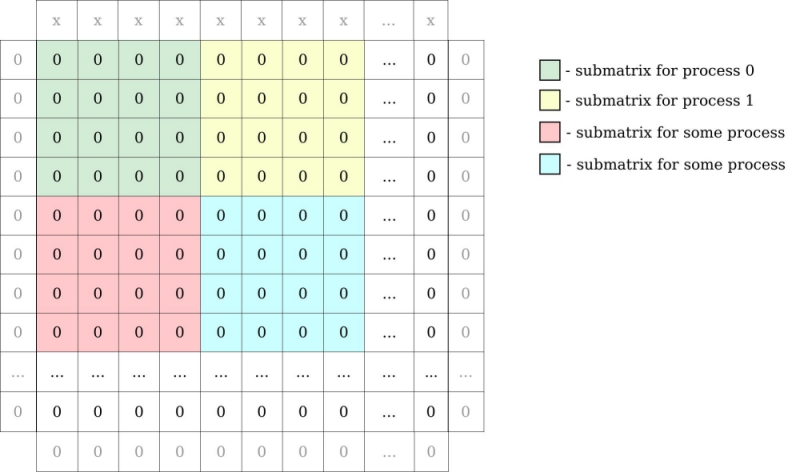 x x x x x x x x ... x
0 0 0 0 0 0 0 0 0 ... 0 0
0 0 0 0 0 0 0 0 0 ... 0 0
0 0 0 0 0 0 0 0 0 ... 0 0
0 0 0 0 0 0 0 0 0 ... 0 0
0 0 0 0 0 0 0 0 0 ... 0 0
0 0 0 0 0 0 0 0 0 ... 0 0
0 0 0 0 0 0 0 0 0 ... 0 0
0 0 0 0 0 0 0 0 0 ... 0 0
... ... ... ... ... ... ... ... ... ... ... ...
0 0 0 0 0 0 0 0 0 ... 0 0
0 0 0 0 0 0 0 0 ... 0
- submatrix for process 0
- submatrix for process 1
- submatrix for some process
- submatrix for some process